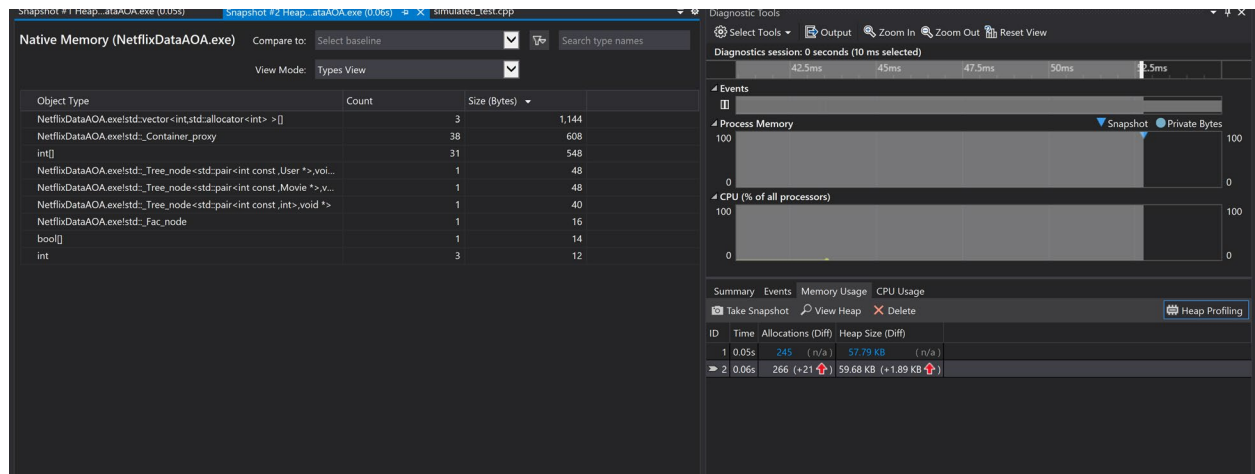 Snapshot #1 Heap...ataAOA.exe (0.05s) Snapshot #2 Heap...ataAOA.exe (0.06s) simulated_test.cpp
Native Memory (NetflixDataAOA.exe) Compare to: Select baseline Search type names
View Mode: Types View
Object Type Count Size (Bytes)
NetflixDataAOA.exe!std::vector<int,std::allocator<int> >[] 3 1,144
NetflixDataAOA.exe!std::_Container_proxy 38 608
int[] 31 548
NetflixDataAOA.exe!std::_Tree_node<std::pair<int const ,User *>,voi... 1 48
NetflixDataAOA.exe!std::_Tree_node<std::pair<int const ,Movie *>,v... 1 48
NetflixDataAOA.exe!std::_Tree_node<std::pair<int const ,int>,void *> 1 40
NetflixDataAOA.exe!std::_Fac_node 1 16
bool[] 1 14
int 3 12
Diagnostic Tools
Select Tools Output Zoom In Zoom Out Reset View
Diagnostics session: 0 seconds (10 ms selected)
42.5ms 45ms 47.5ms 50ms 52.5ms
Events
Process Memory Snapshot Private Bytes
100 100
0 0
CPU (% of all processors)
100 100
0 0
Summary Events Memory Usage CPU Usage
Take Snapshot View Heap Delete Heap Profiling
ID Time Allocations (Diff) Heap Size (Diff)
1 0.05s 245 (n/a) 57.79 KB (n/a)
2 0.06s 266 (+21) 59.68 KB (+1.89 KB)